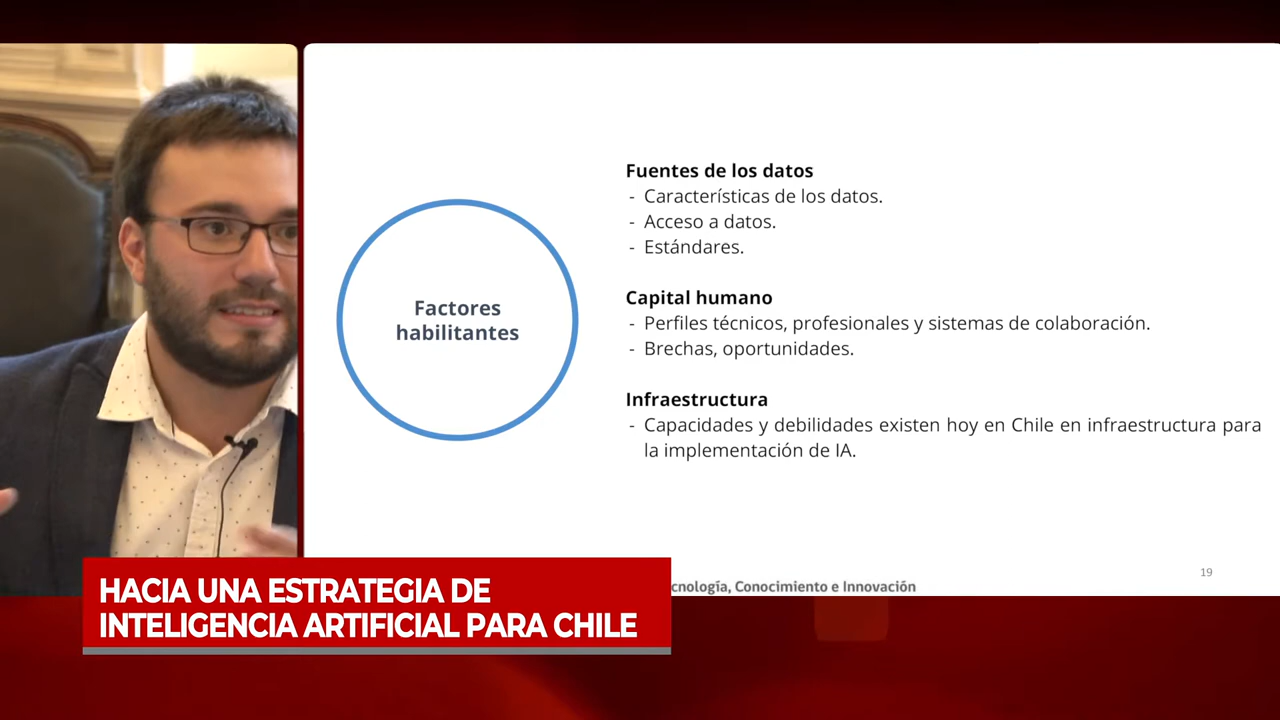 Factores
habilitantes
Fuentes de los datos
- Características de los datos.
- Acceso a datos.
- Estándares.
Capital humano
- Perfiles técnicos, profesionales y sistemas de colaboración.
- Brechas, oportunidades.
Infraestructura
- Capacidades y debilidades existen hoy en Chile en infraestructura para
la implementación de IA.
19
cnología, Conocimiento e Innovación
HACIA UNA ESTRATEGIA DE
INTELIGENCIA ARTIFICIAL PARA CHILE